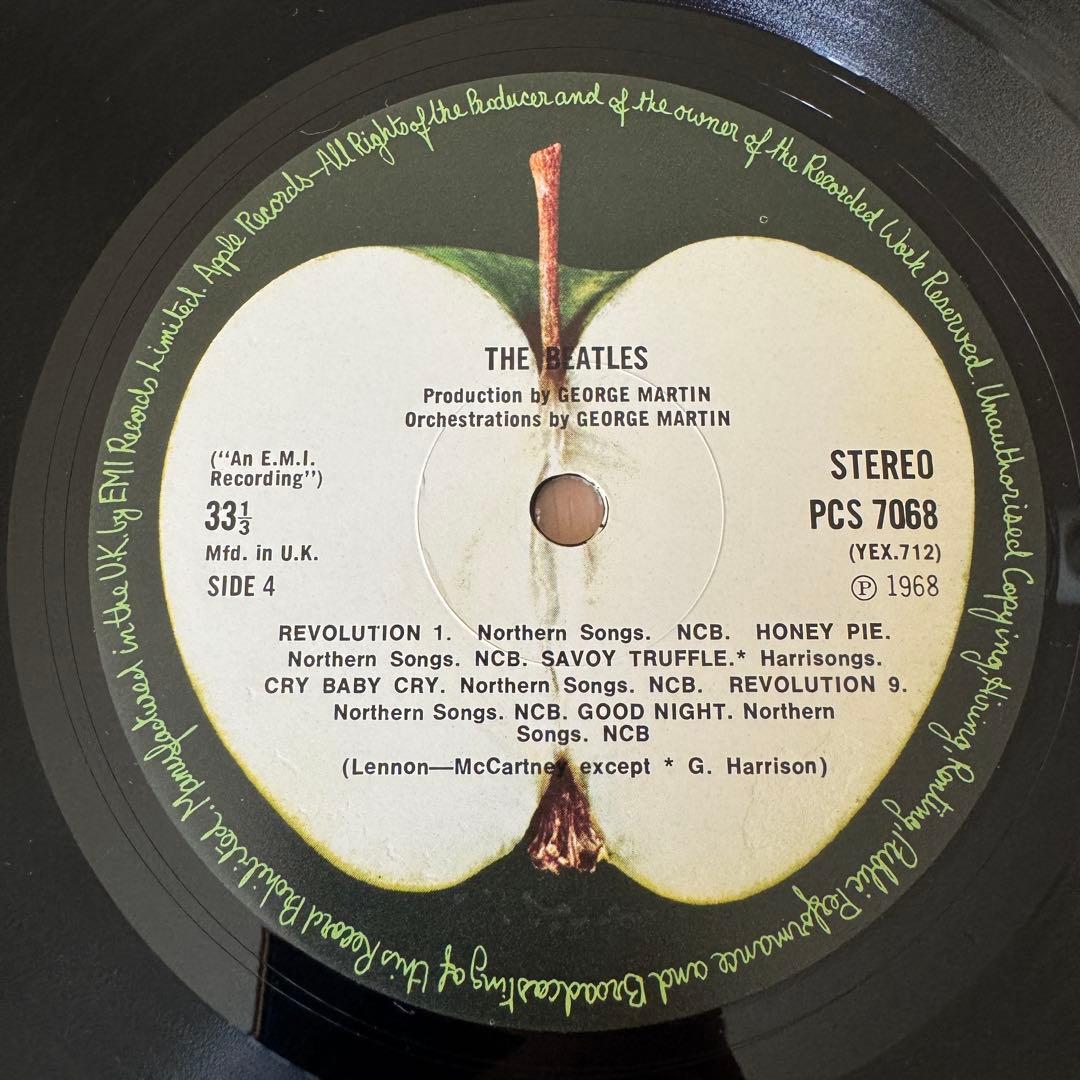 Manufactured in the U.K. by EMI Records Limited. Apple Records—All Rights of the Producer and of the owner of the Recorded Work Reserved. Unauthorised Copying, Hiring, Renting, Public Performance and Broadcasting of this Record Prohibited.
THE BEATLES
Production by GEORGE MARTIN
Orchestrations by GEORGE MARTIN
("An E.M.I.
Recording")
33⅓
Mfd. in U.K.
SIDE 4
STEREO
PCS 7068
(YEX.712)
Ⓟ 1968
REVOLUTION 1. Northern Songs. NCB. HONEY PIE.
Northern Songs. NCB. SAVOY TRUFFLE.* Harrisongs.
CRY BABY CRY. Northern Songs. NCB. REVOLUTION 9.
Northern Songs. NCB. GOOD NIGHT. Northern
Songs. NCB
(Lennon—McCartney except * G. Harrison)